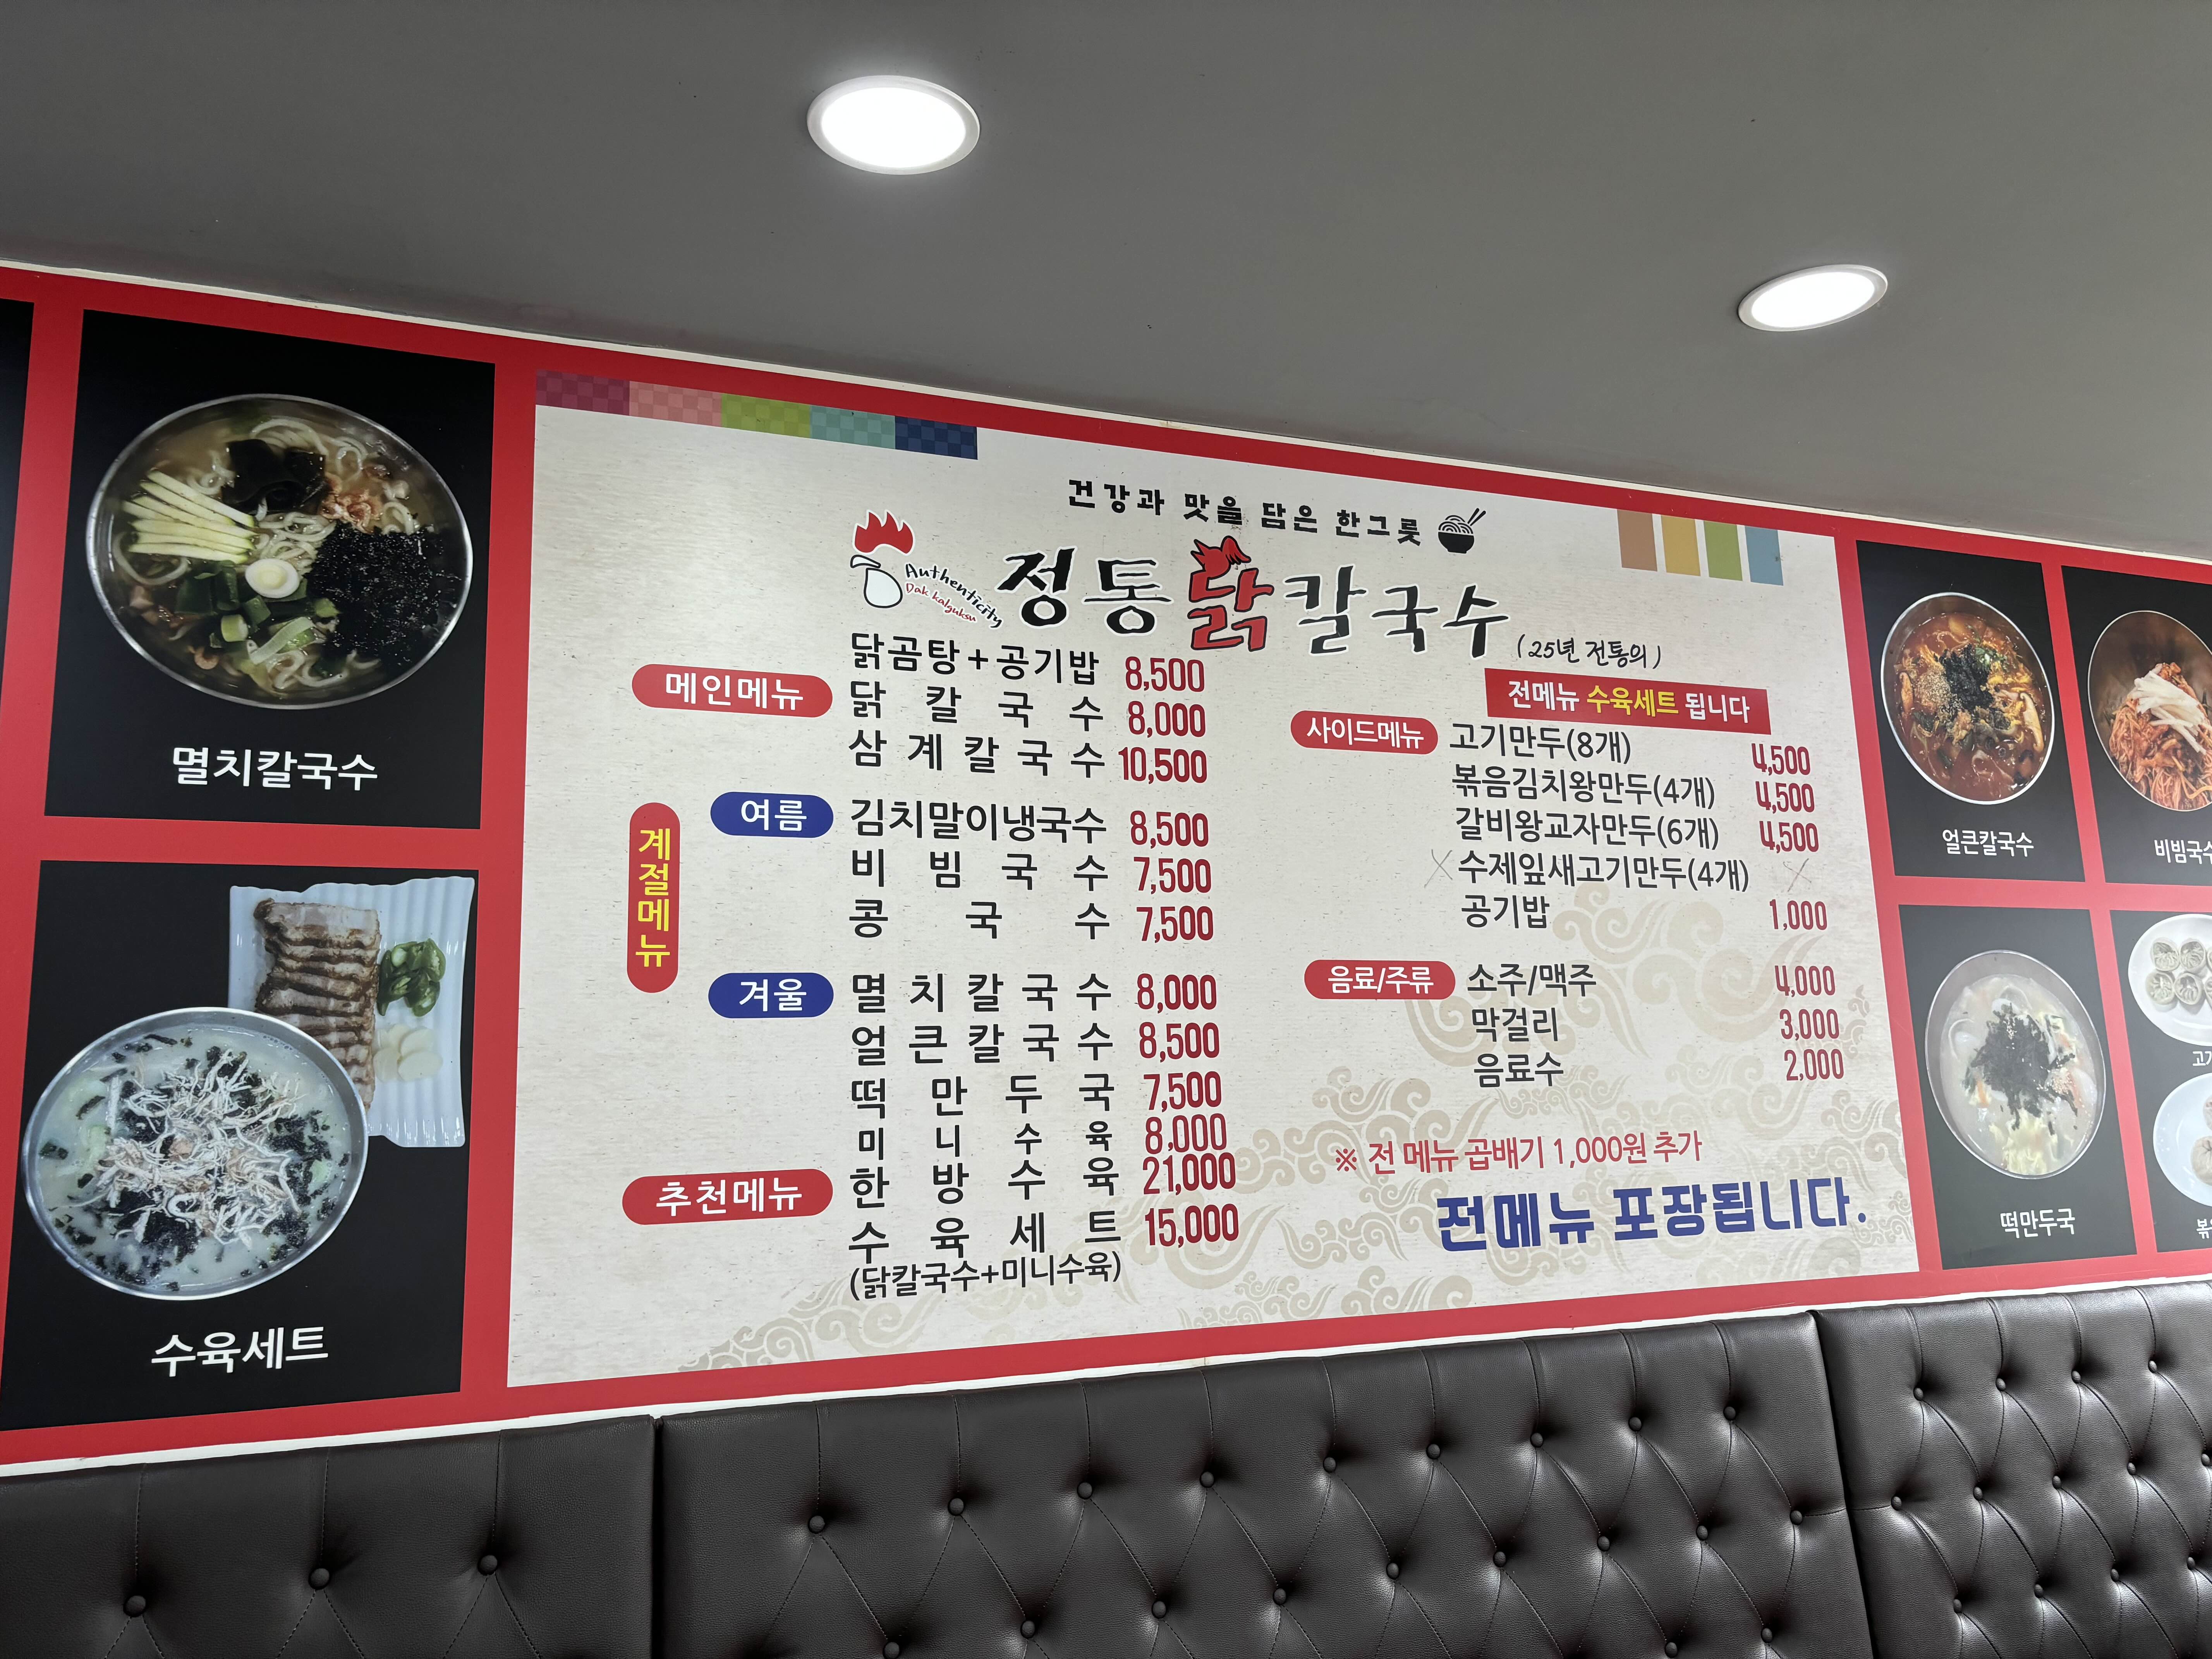 멸치칼국수
수육세트
건강과 맛을 담은 한그릇
Authenticity
Dak kalguksu
정통닭칼국수
(25년 전통의)
메인메뉴
닭곰탕+공기밥 8,500
닭칼국수 8,000
삼계칼국수 10,500
계절메뉴
여름
김치말이냉국수 8,500
비빔국수 7,500
콩국수 7,500
겨울
멸치칼국수 8,000
얼큰칼국수 8,500
떡만두국 7,500
미니수육 8,000
추천메뉴
한방수육 21,000
수육세트 15,000
(닭칼국수+미니수육)
전메뉴 수육세트 됩니다
사이드메뉴
고기만두(8개) 4,500
볶음김치왕만두(4개) 4,500
갈비왕교자만두(6개) 4,500
X 수제잎새고기만두(4개) X
공기밥 1,000
음료/주류
소주/맥주 4,000
막걸리 3,000
음료수 2,000
※ 전 메뉴 곱배기 1,000원 추가
전메뉴 포장됩니다.
얼큰칼국수
비빔국수
떡만두국